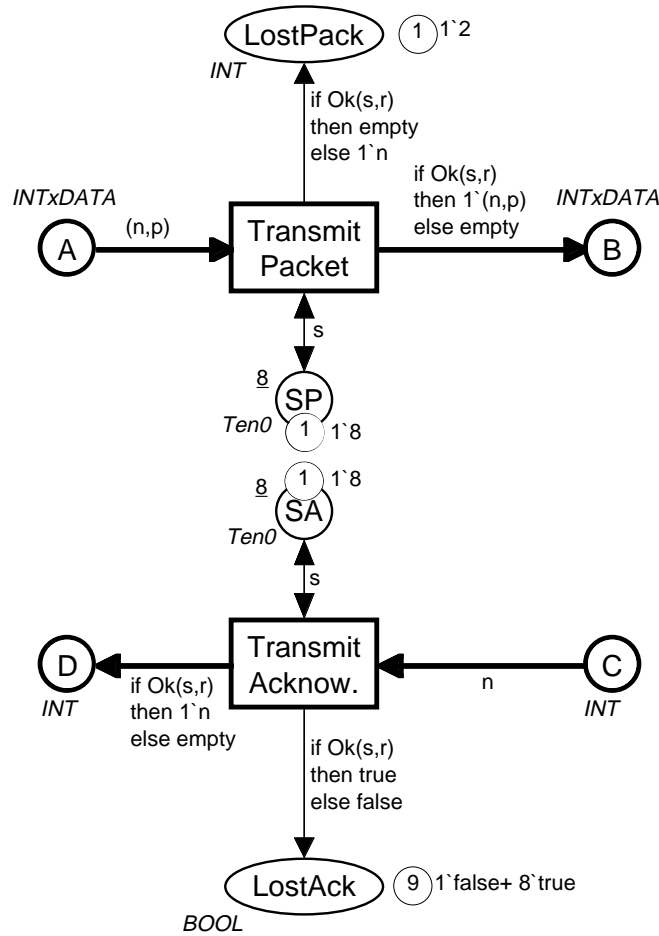 LostPack
1
1`2
INT
if Ok(s,r)
then empty
else 1`n
INTxDATA
A
(n,p)
Transmit
Packet
if Ok(s,r)
then 1`(n,p)
else empty
INTxDATA
B
s
8
SP
Ten0
1
1`8
8
1
1`8
SA
Ten0
s
D
INT
if Ok(s,r)
then 1`n
else empty
Transmit
Acknow.
n
C
INT
if Ok(s,r)
then true
else false
LostAck
9
1`false+ 8`true
BOOL